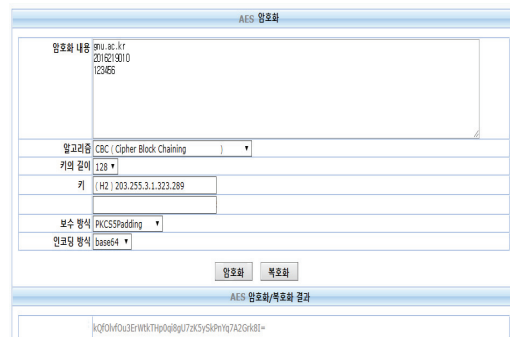 AES 암호화
암호화 내용
gnu.ac.kr
2016219010
123456
알고리즘 CBC ( Cipher Block Chaining )
키의 길이 128
키 ( H2 ) 203.255.3.1.323.289
보수 방식 PKCS5Padding
인코딩 방식 base64
암호화 복호화
AES 암호화/복호화 결과
kQfOlvfOu3ErWtkTHp0qi8gU7zK5ySkPnYq7A2Grk8I=